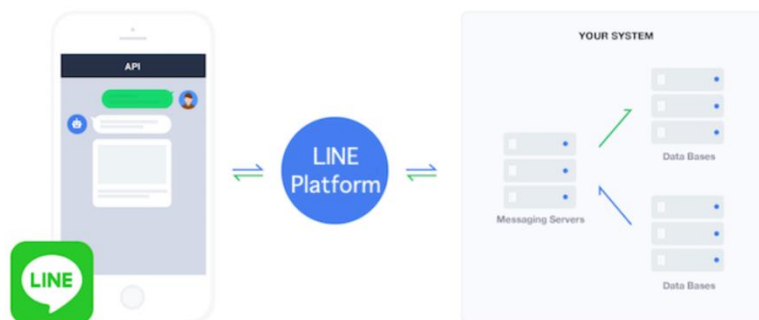 API
LINE
LINE
Platform
YOUR SYSTEM
Messaging Servers
Data Bases
Data Bases